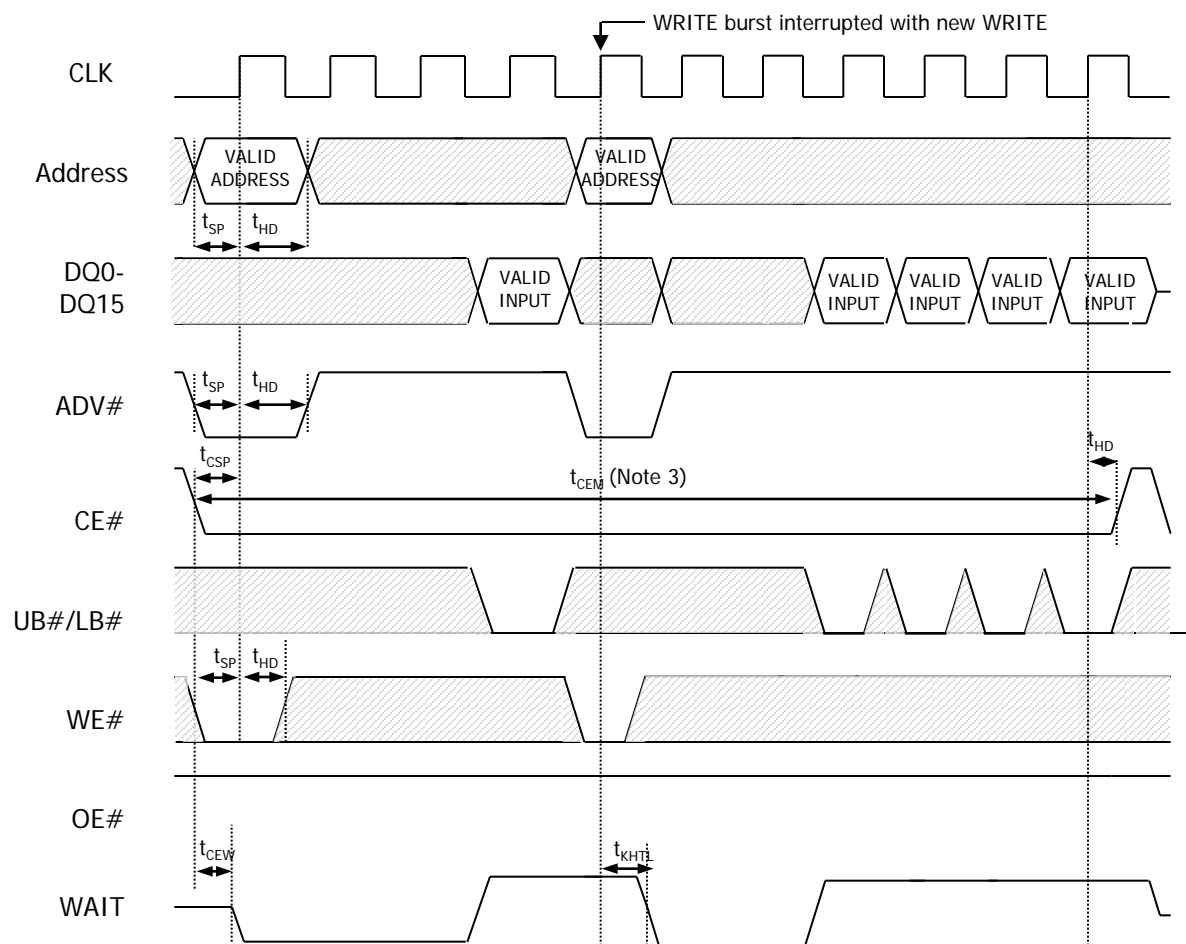 WRITE burst interrupted with new WRITE
CLK
Address
VALID
ADDRESS
VALID
ADDRESS
tSP
tHD
DQ0-
DQ15
VALID
INPUT
VALID
INPUT
VALID
INPUT
VALID
INPUT
VALID
INPUT
ADV#
tSP
tHD
CE#
tCSP
tCEM (Note 3)
tHD
UB#/LB#
WE#
tSP
tHD
OE#
WAIT
tCEW
tKHTL